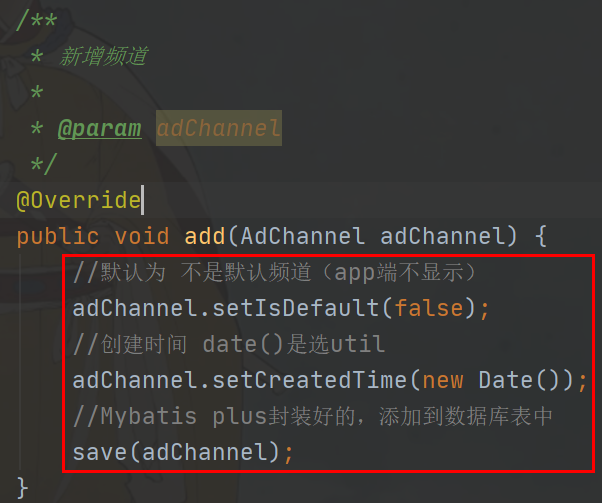 /**
 * 新增频道
 *
 * @param adChannel
 */
@Override
public void add(AdChannel adChannel) {
    //默认为 不是默认频道（app端不显示）
    adChannel.setIsDefault(false);
    //创建时间 date()是选util
    adChannel.setCreatedTime(new Date());
    //Mybatis plus封装好的，添加到数据库表中
    save(adChannel);
}